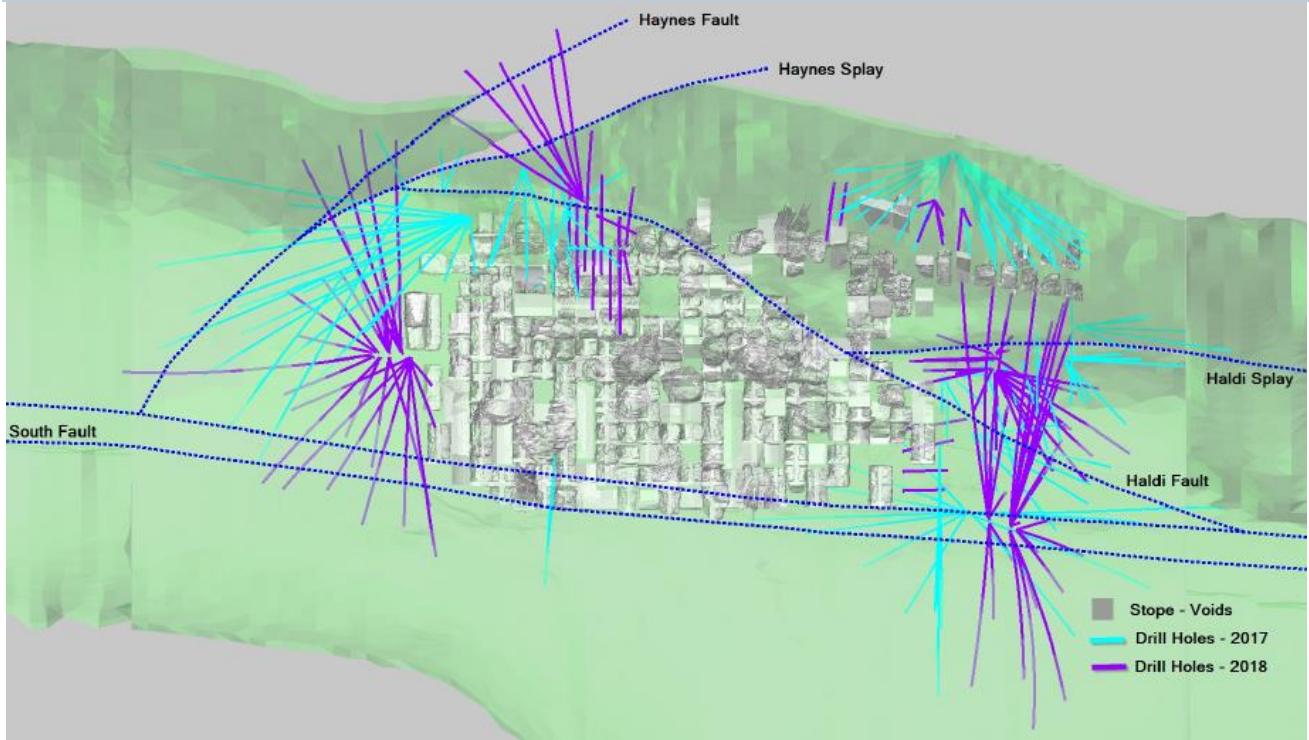 Haynes Fault
Haynes Splay
Haldi Splay
South Fault
Haldi Fault
Stope - Voids
Drill Holes - 2017
Drill Holes - 2018